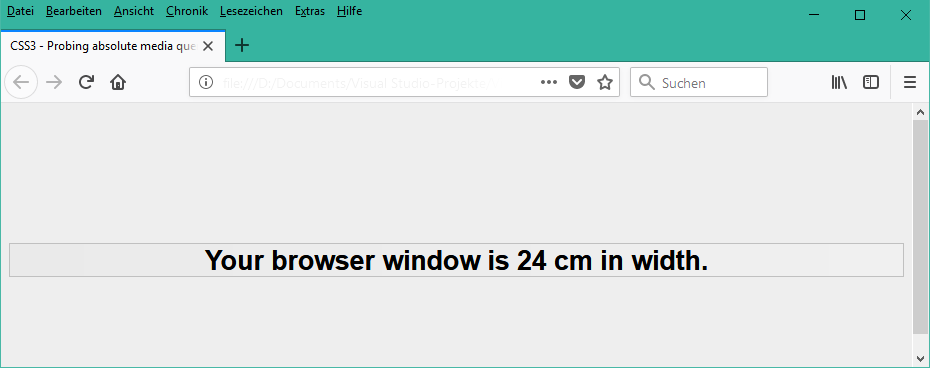 Datei Bearbeiten Ansicht Chronik Lesezeichen Extras Hilfe
CSS3 - Probing absolute media que
file:///D:/Documents/Visual Studio-Projekte
Suchen
Your browser window is 24 cm in width.